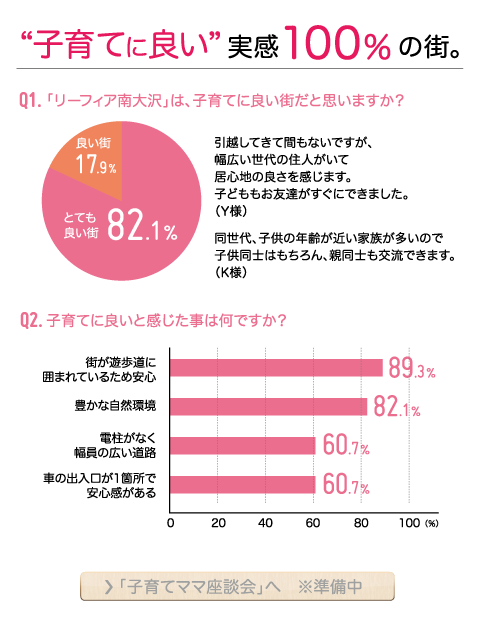 “子育てに良い”実感100%の街。
Q1.「リーフィア南大沢」は、子育てに良い街だと思いますか？
良い街
17.9%
とても
良い街 82.1%
引越してきて間もないですが、
幅広い世代の住人がいて
居心地の良さを感じます。
子どももお友達がすぐにできました。
（Y様）
同世代、子供の年齢が近い家族が多いので
子供同士はもちろん、親同士も交流できます。
（K様）
Q2. 子育てに良いと感じた事は何ですか？
街が遊歩道に
囲まれているため安心
89.3%
豊かな自然環境
82.1%
電柱がなく
幅員の広い道路
60.7%
車の出入口が1箇所で
安心感がある
60.7%
0 20 40 60 80 100 (%)
❯「子育てママ座談会」へ ※準備中